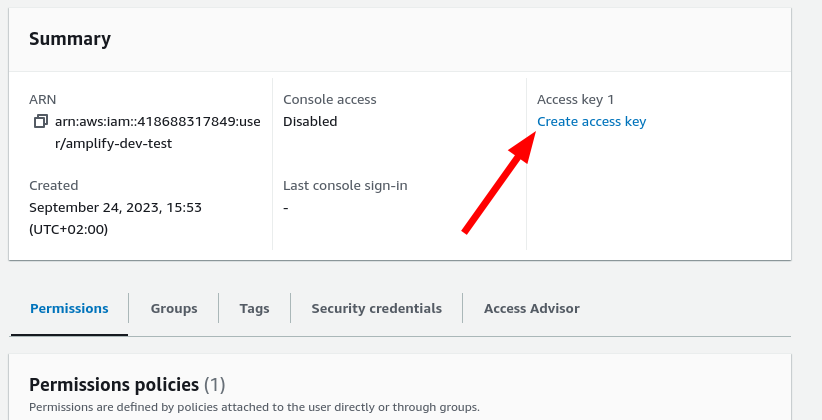 Summary
ARN
arn:aws:iam::418688317849:use
r/amplify-dev-test
Console access
Disabled
Access key 1
Create access key
Created
September 24, 2023, 15:53
(UTC+02:00)
Last console sign-in
-
Permissions
Groups
Tags
Security credentials
Access Advisor
Permissions policies (1)
Permissions are defined by policies attached to the user directly or through groups.